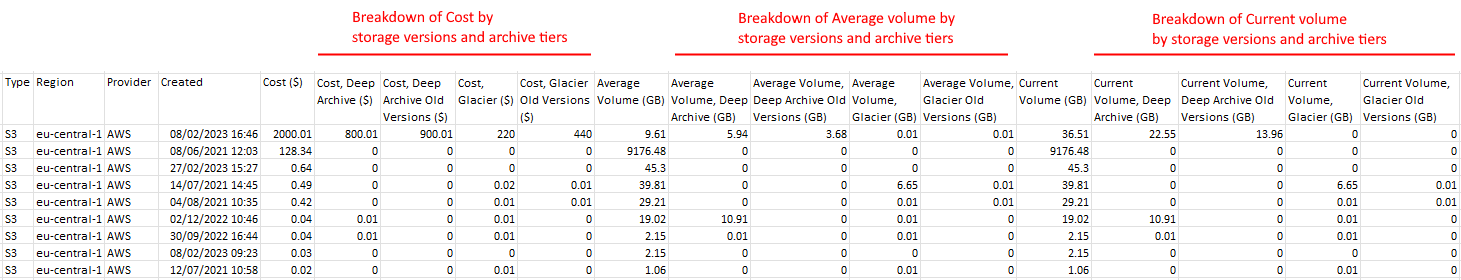 Breakdown of Cost by
storage versions and archive tiers
Breakdown of Average volume by
storage versions and archive tiers
Breakdown of Current volume
by storage versions and archive tiers
Type Region Provider Created Cost ($) Cost, Deep Archive ($) Cost, Deep Archive Old Versions ($) Cost, Glacier ($) Cost, Glacier Old Versions ($) Average Volume (GB) Average Volume, Deep Archive (GB) Average Volume, Deep Archive Old Versions (GB) Average Volume, Glacier (GB) Average Volume, Glacier Old Versions (GB) Current Volume (GB) Current Volume, Deep Archive (GB) Current Volume, Deep Archive Old Versions (GB) Current Volume, Glacier (GB) Current Volume, Glacier Old Versions (GB)
S3 eu-central-1 AWS 08/02/2023 16:46 2000.01 800.01 900.01 220 440 9.61 5.94 3.68 0.01 0.01 36.51 22.55 13.96 0 0
S3 eu-central-1 AWS 08/06/2021 12:03 128.34 0 0 0 0 9176.48 0 0 0 0 9176.48 0 0 0 0
S3 eu-central-1 AWS 27/02/2023 15:27 0.64 0 0 0 0 45.3 0 0 0 0 45.3 0 0 0 0
S3 eu-central-1 AWS 14/07/2021 14:45 0.49 0 0 0.02 0.01 39.81 0 0 6.65 0.01 39.81 0 0 6.65 0.01
S3 eu-central-1 AWS 04/08/2021 10:35 0.42 0 0 0.01 0.01 29.21 0 0 0.01 0.01 29.21 0 0 0.01 0.01
S3 eu-central-1 AWS 02/12/2022 10:46 0.04 0.01 0 0.01 0 19.02 10.91 0 0.01 0 19.02 10.91 0 0.01 0
S3 eu-central-1 AWS 30/09/2022 16:44 0.04 0.01 0 0.01 0 2.15 0.01 0 0.01 0 2.15 0.01 0 0.01 0
S3 eu-central-1 AWS 08/02/2023 09:23 0.03 0 0 0 0 2.15 0 0 0 0 2.15 0 0 0 0
S3 eu-central-1 AWS 12/07/2021 10:58 0.02 0 0 0.01 0 1.06 0 0 0.01 0 1.06 0 0 0.01 0